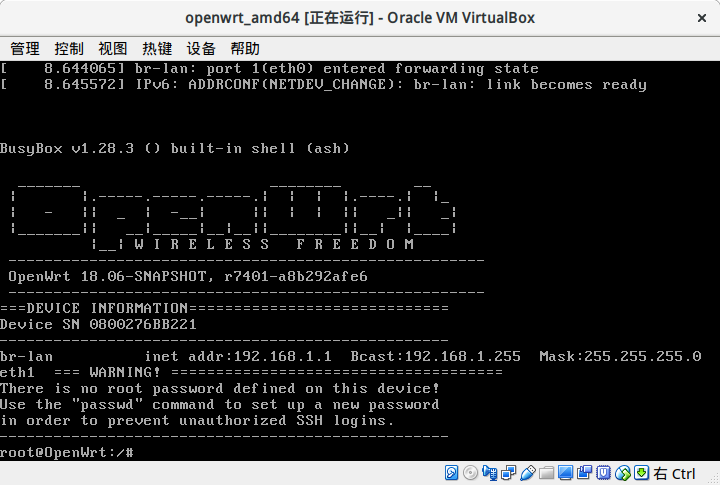 openwrt_amd64 [正在运行] - Oracle VM VirtualBox
管理 控制 视图 热键 设备 帮助
[    8.644065] br-lan: port 1(eth0) entered forwarding state
[    8.645572] IPv6: ADDRCONF(NETDEV_CHANGE): br-lan: link becomes ready
BusyBox v1.28.3 () built-in shell (ash)
OpenWrt
W I R E L E S S   F R E E D O M
-----------------------------------------------------
OpenWrt 18.06-SNAPSHOT, r7401-a8b292afe6
-----------------------------------------------------
===DEVICE INFORMATION=============================
Device SN 0800276BB221
--------------------------------------------------
br-lan          inet addr:192.168.1.1  Bcast:192.168.1.255  Mask:255.255.255.0
eth1  === WARNING! =====================================
There is no root password defined on this device!
Use the "passwd" command to set up a new password
in order to prevent unauthorized SSH logins.
--------------------------------------------------
root@OpenWrt:/#
右 Ctrl